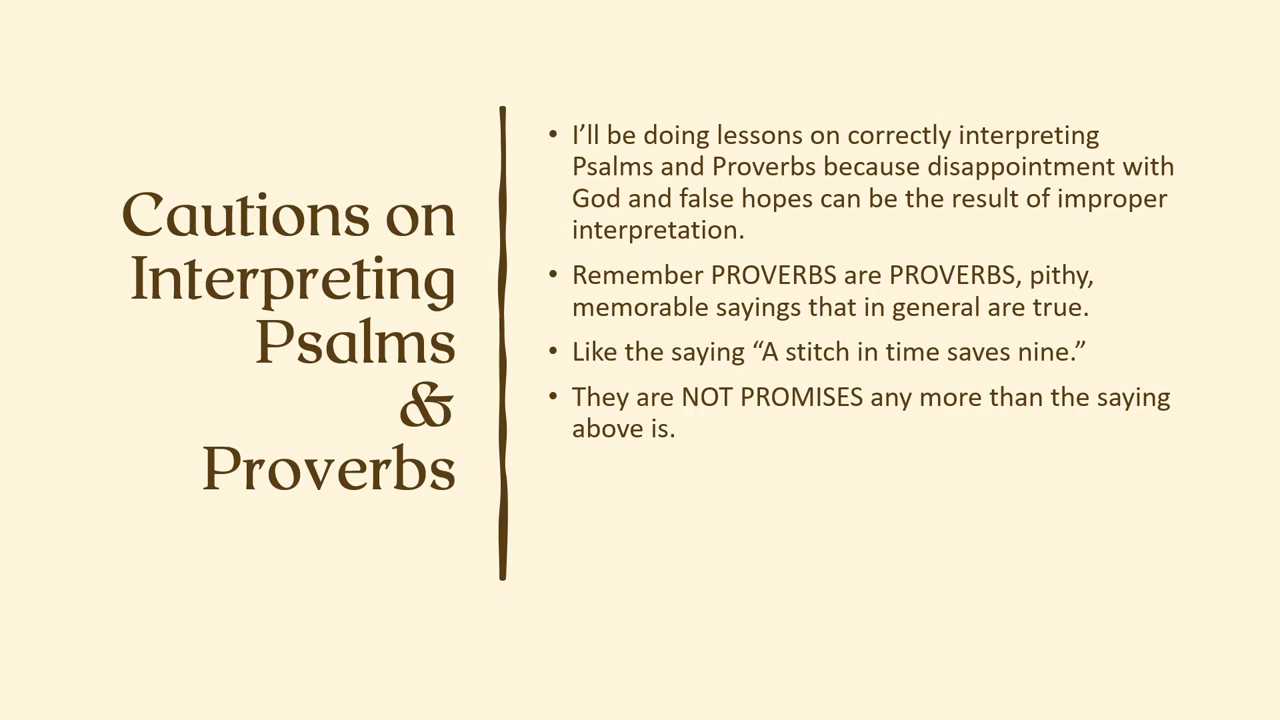 Cautions on
Interpreting
Psalms
&
Proverbs
• I’ll be doing lessons on correctly interpreting
Psalms and Proverbs because disappointment with
God and false hopes can be the result of improper
interpretation.
• Remember PROVERBS are PROVERBS, pithy,
memorable sayings that in general are true.
• Like the saying “A stitch in time saves nine.”
• They are NOT PROMISES any more than the saying
above is.